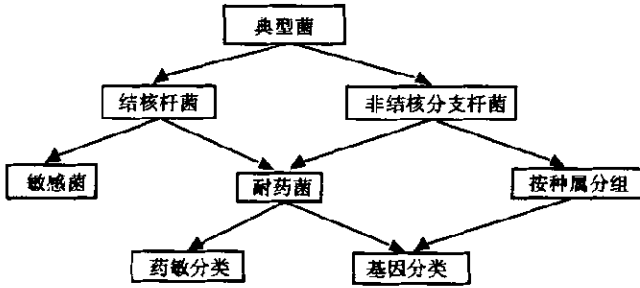 典型菌
结核杆菌
非结核分支杆菌
敏感菌
耐药菌
按种属分组
药敏分类
基因分类